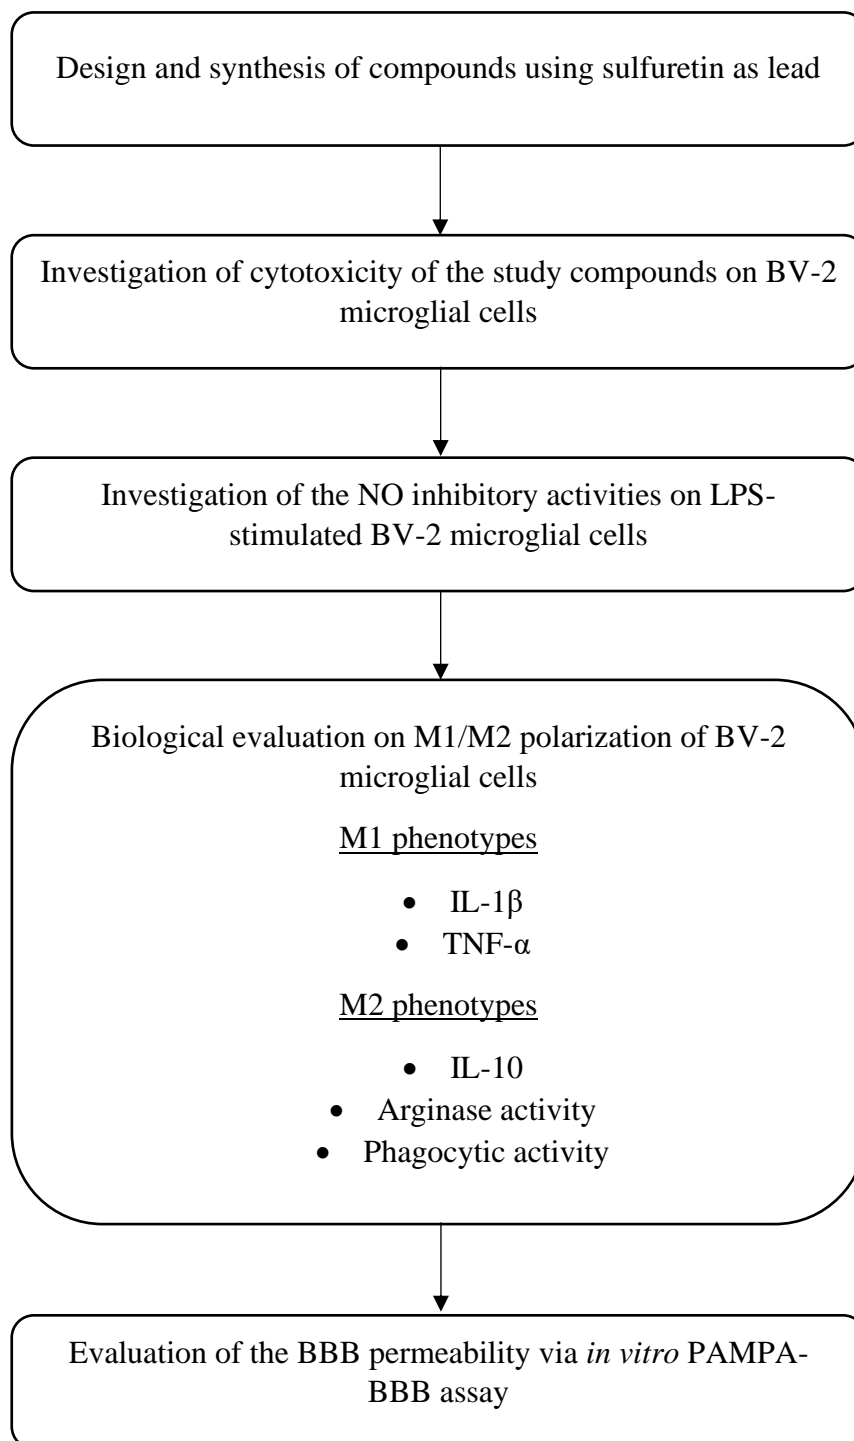 Design and synthesis of compounds using sulfuretin as lead
Investigation of cytotoxicity of the study compounds on BV-2
microglial cells
Investigation of the NO inhibitory activities on LPS-
stimulated BV-2 microglial cells
Biological evaluation on M1/M2 polarization of BV-2
microglial cells
M1 phenotypes
• IL-1β
• TNF-α
M2 phenotypes
• IL-10
• Arginase activity
• Phagocytic activity
Evaluation of the BBB permeability via in vitro PAMPA-
BBB assay